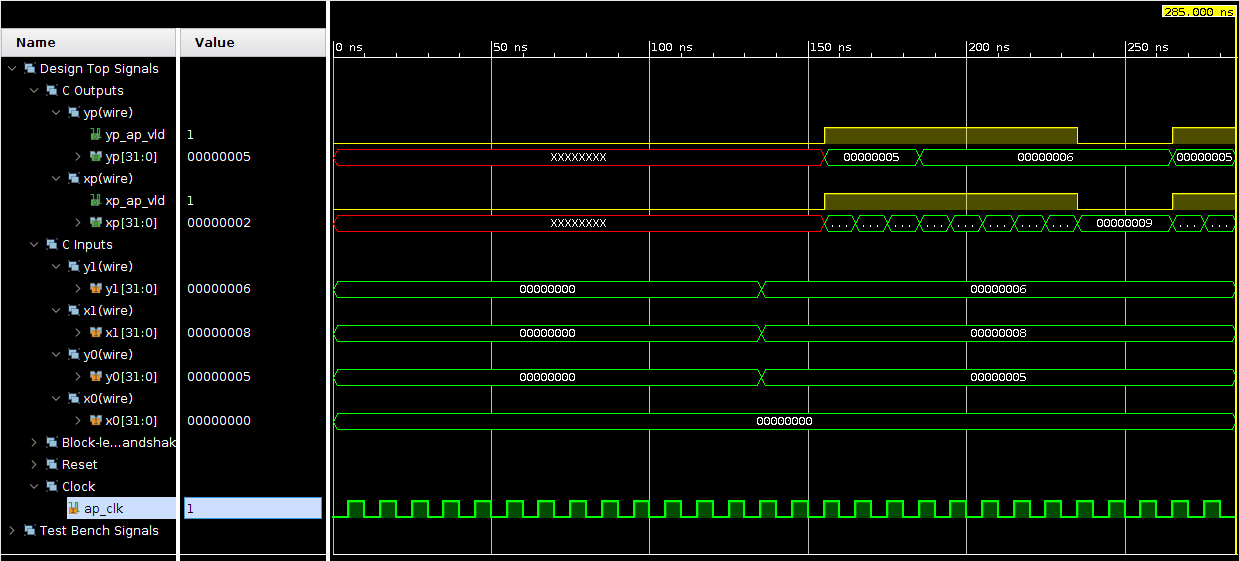 285.000 ns
Name Value
0 ns 50 ns 100 ns 150 ns 200 ns 250 ns
Design Top Signals
C Outputs
yp(wire)
yp_ap_vld 1
yp[31:0] 00000005 XXXXXXXX 00000005 00000006 00000005
xp(wire)
xp_ap_vld 1
xp[31:0] 00000002 XXXXXXXX ... ... ... ... ... ... ... ... 00000009 ... ...
C Inputs
y1(wire)
y1[31:0] 00000006 00000000 00000006
x1(wire)
x1[31:0] 00000008 00000000 00000008
y0(wire)
y0[31:0] 00000005 00000000 00000005
x0(wire)
x0[31:0] 00000000 00000000
Block-le...andshak
Reset
Clock
ap_clk 1
Test Bench Signals